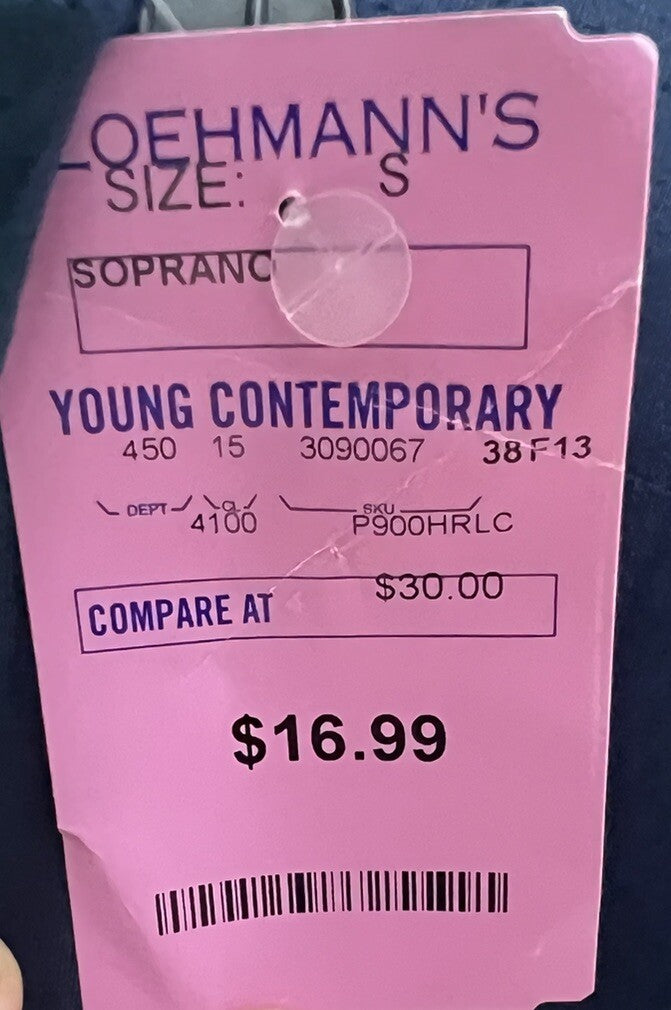 LOEHMANN'S
SIZE: S
SOPRANO
YOUNG CONTEMPORARY
450 15 3090067 38F13
DEPT CL SKU
4100 P900HRLC
$30.00
COMPARE AT
$16.99